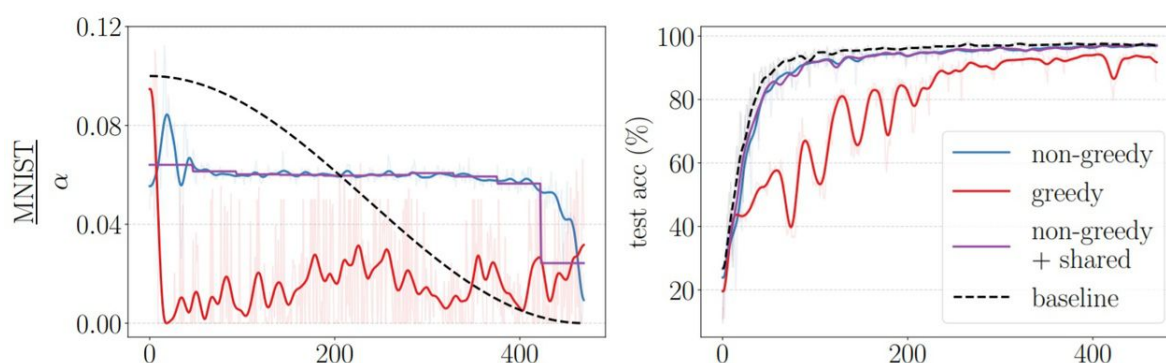 MNIST
α
0.12
0.08
0.04
0.00
0
200
400
test acc (%)
100
80
60
40
20
0
200
400
non-greedy
greedy
non-greedy
+ shared
baseline